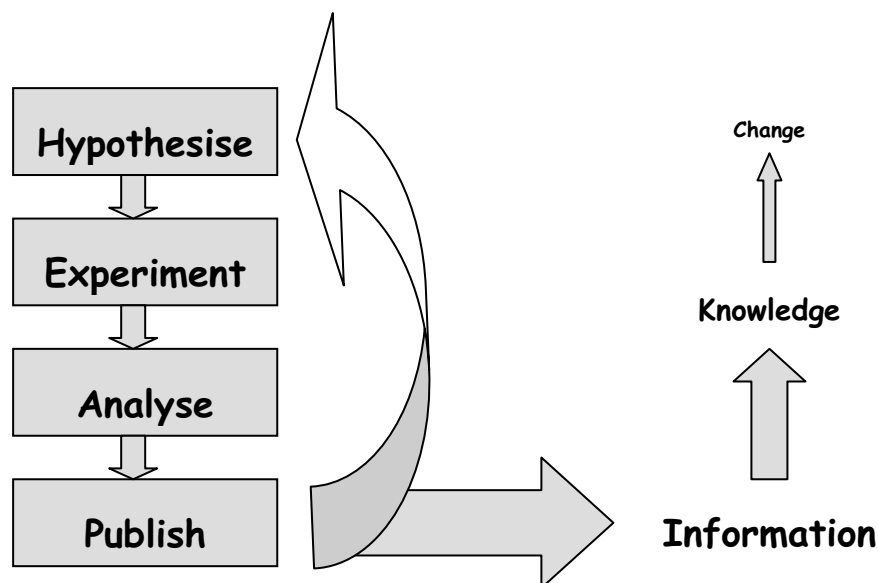 Hypothesise
Experiment
Analyse
Publish
Change
Knowledge
Information